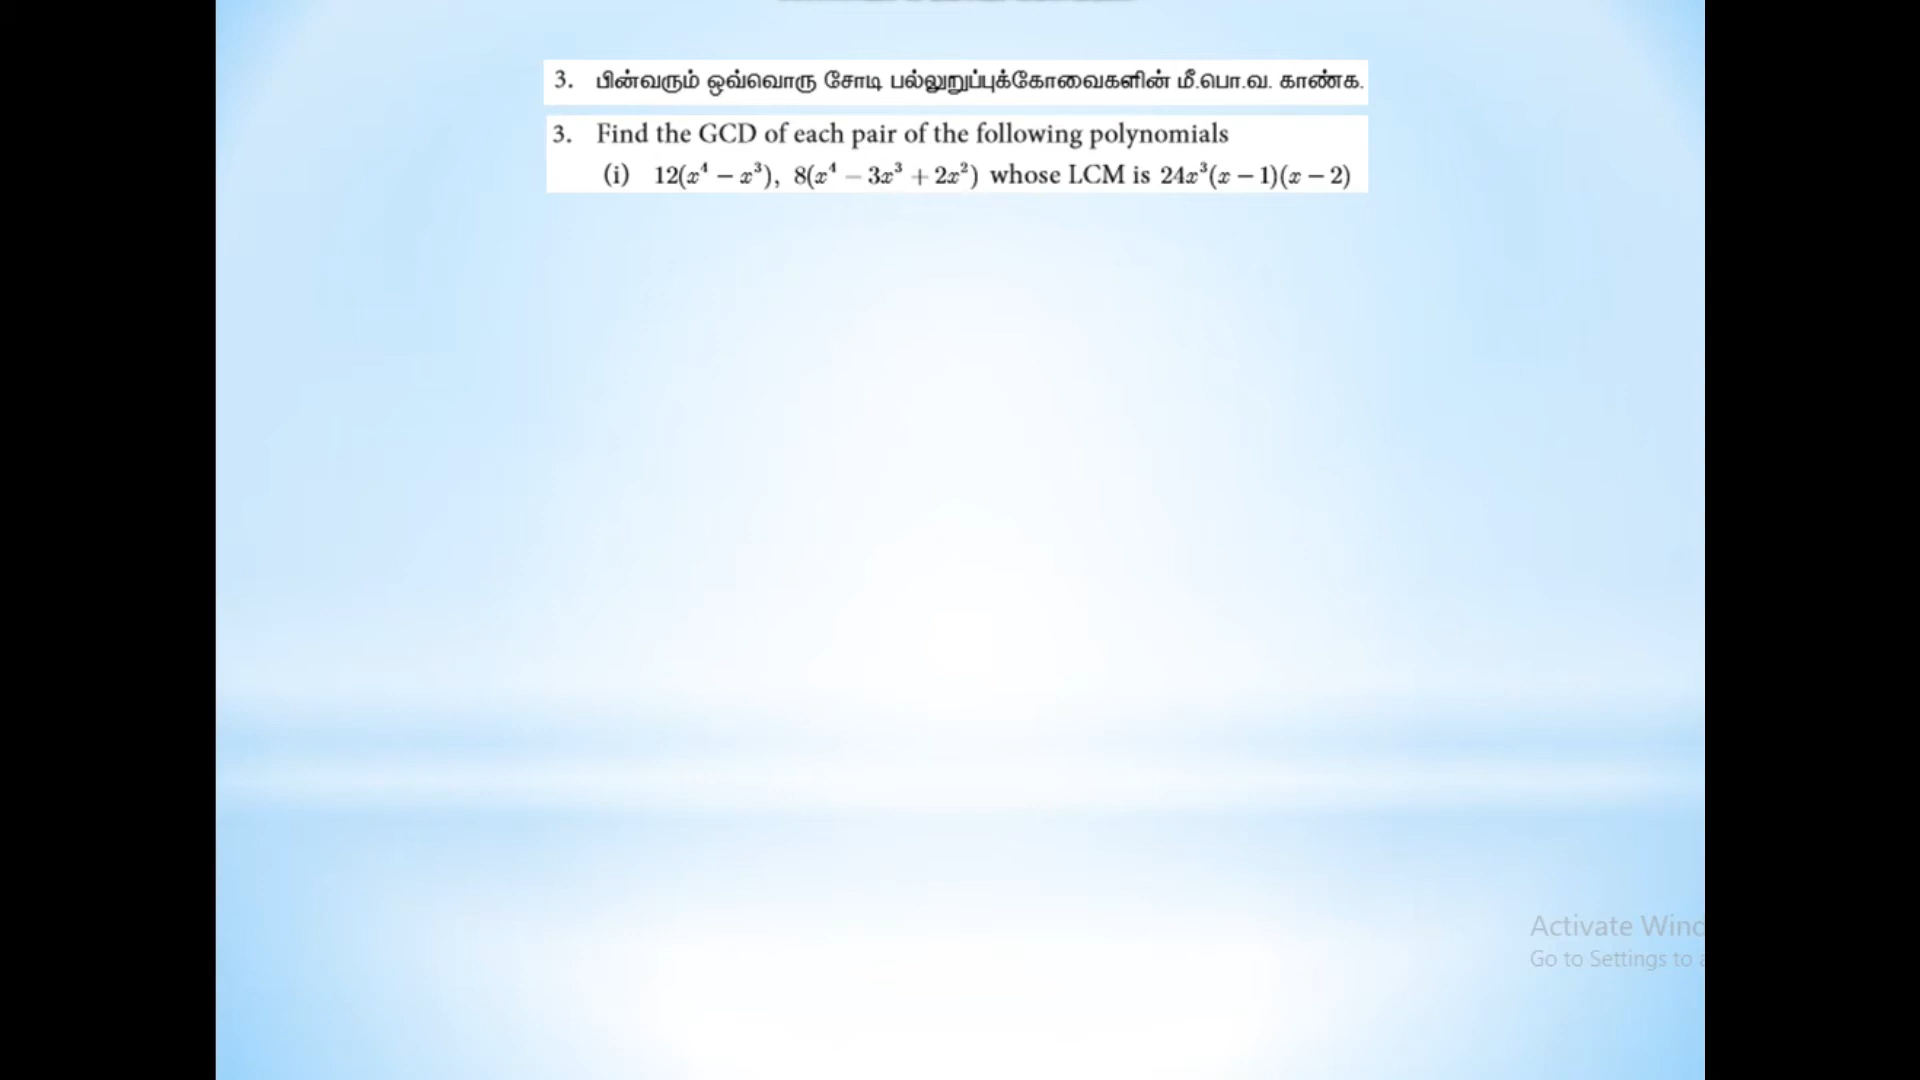 3. பின்வரும் ஒவ்வொரு சோடி பல்லுறுப்புக்கோவைகளின் மீ.பொ.வ. காண்க.
3. Find the GCD of each pair of the following polynomials
(i) 12(x⁴ − x³), 8(x⁴ − 3x³ + 2x²) whose LCM is 24x³(x − 1)(x − 2)
Activate Winc
Go to Settings to a